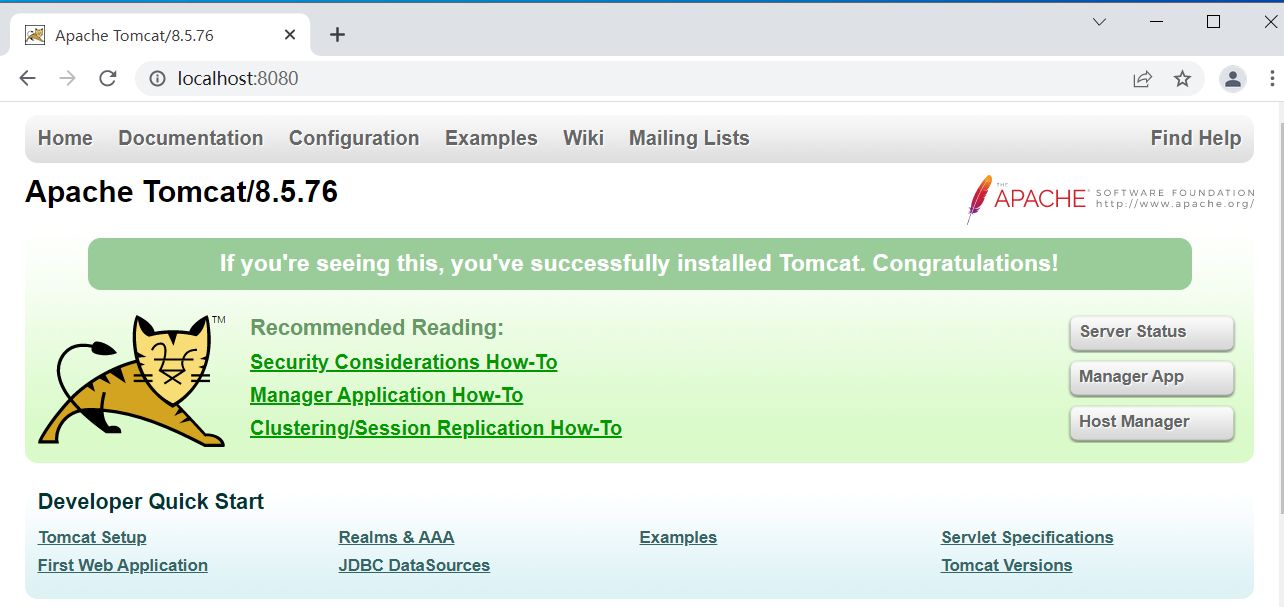 Apache Tomcat/8.5.76
localhost:8080
Home Documentation Configuration Examples Wiki Mailing Lists Find Help
Apache Tomcat/8.5.76
THE APACHE SOFTWARE FOUNDATION
http://www.apache.org/
If you're seeing this, you've successfully installed Tomcat. Congratulations!
TM
Recommended Reading:
Security Considerations How-To
Manager Application How-To
Clustering/Session Replication How-To
Server Status
Manager App
Host Manager
Developer Quick Start
Tomcat Setup Realms & AAA Examples Servlet Specifications
First Web Application JDBC DataSources Tomcat Versions